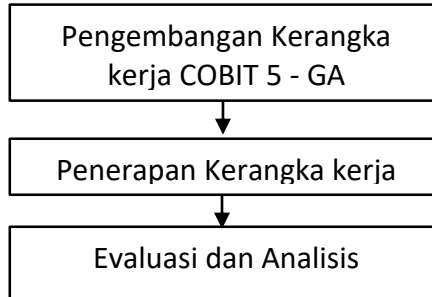 Pengembangan Kerangka
kerja COBIT 5 - GA
Penerapan Kerangka kerja
Evaluasi dan Analisis